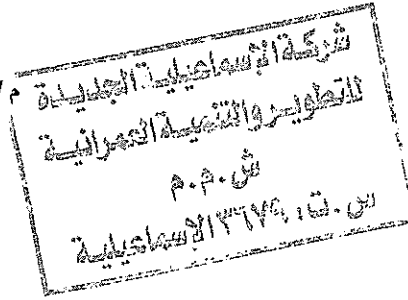 شركة الإسماعيلية الجديدة
للتطوير والتنمية العمرانية
ش.م.م
س.ت. ٣٦٧٩ الإسماعيلية